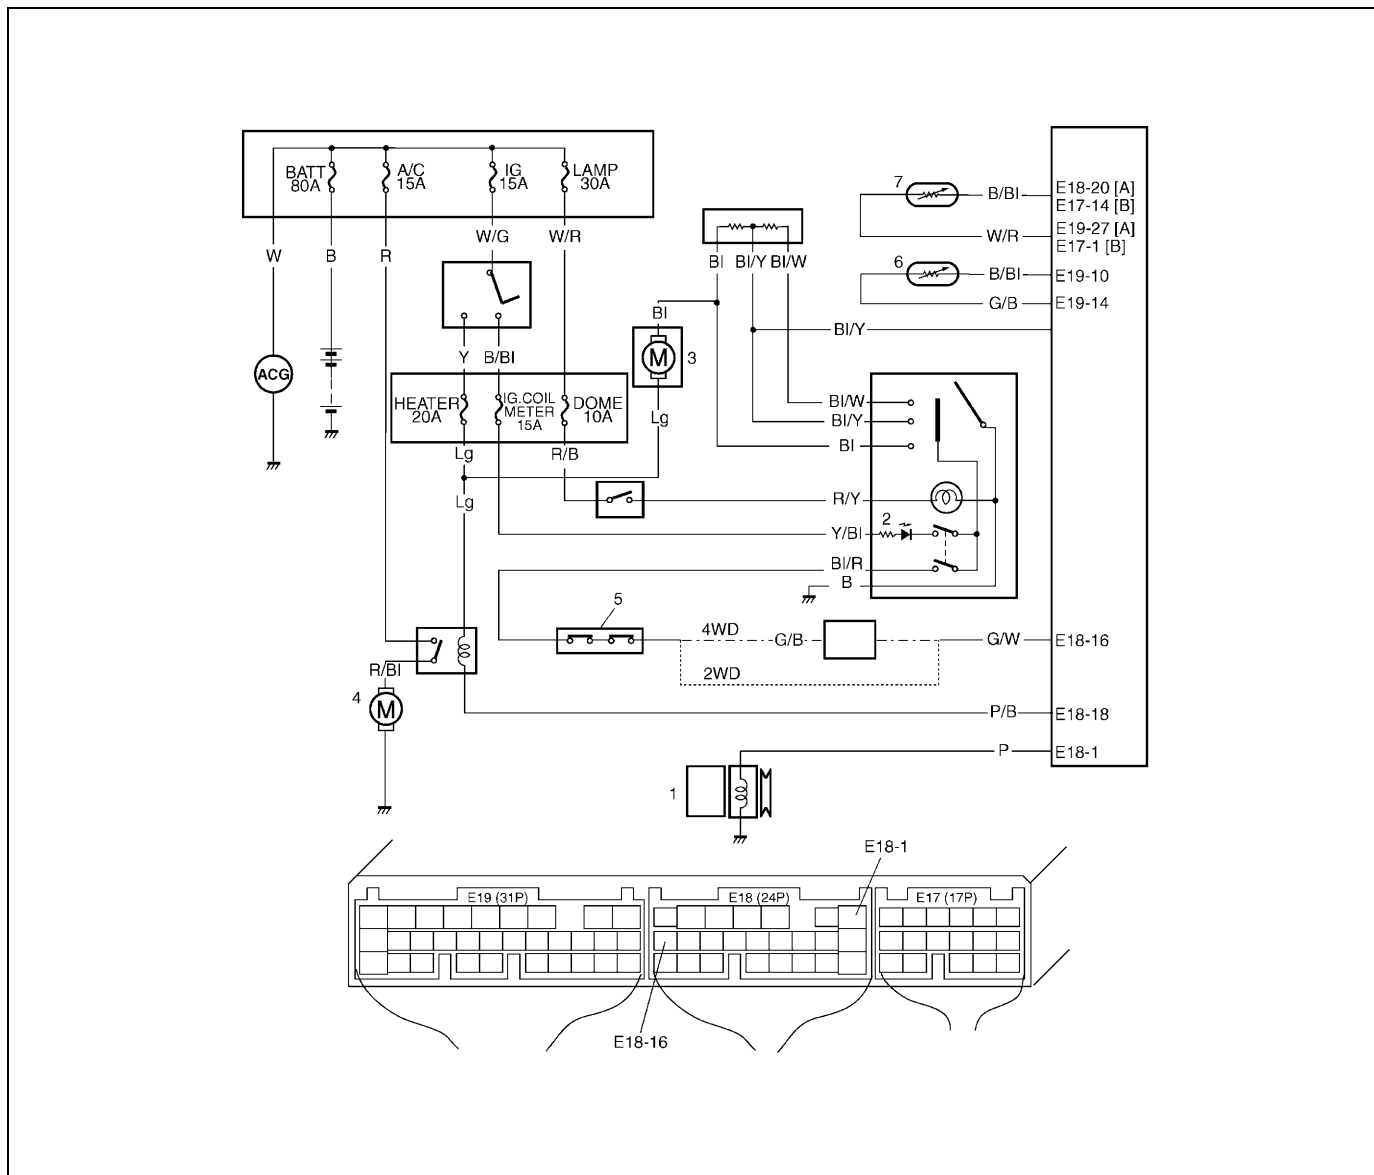 BATT
80A
A/C
15A
IG
15A
LAMP
30A
W
B
R
W/G
W/R
ACG
Y
B/Bl
HEATER
20A
IG.COIL
METER
15A
DOME
10A
Lg
R/B
Lg
Bl
Bl/Y
Bl/W
Bl
M
3
Lg
7
B/Bl
W/R
6
B/Bl
G/B
Bl/Y
E18-20 [A]
E17-14 [B]
E19-27 [A]
E17-1 [B]
E19-10
E19-14
Bl/W
Bl/Y
Bl
R/Y
Y/Bl
2
Bl/R
B
5
4WD
G/B
2WD
G/W
E18-16
R/Bl
4
M
P/B
E18-18
P
E18-1
1
E18-1
E19 (31P)
E18 (24P)
E17 (17P)
E18-16